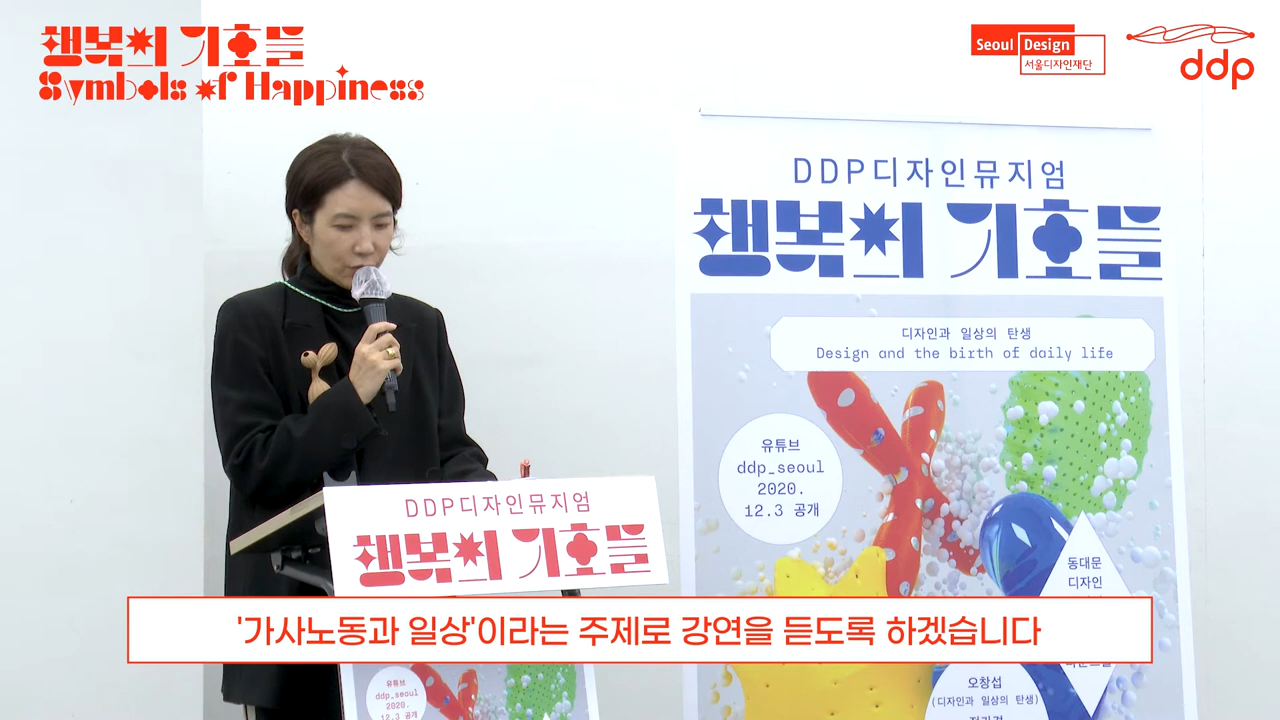 행복의 기호들
Symbols of Happiness
Seoul Design
서울디자인재단
ddp
DDP디자인뮤지엄
행복의 기호들
디자인과 일상의 탄생
Design and the birth of daily life
유튜브
ddp_seoul
2020.
12.3 공개
동대문
디자인
오창섭
(디자인과 일상의 탄생)
DDP디자인뮤지엄
행복의 기호들
'가사노동과 일상'이라는 주제로 강연을 듣도록 하겠습니다
유튜브
ddp_seoul
2020.
12.3 공개